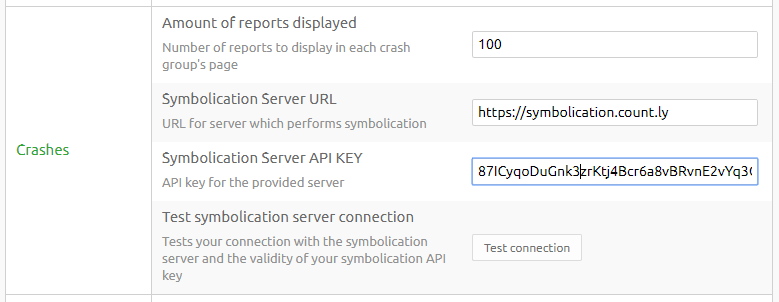 Amount of reports displayed
Number of reports to display in each crash
group's page
100
Symbolication Server URL
URL for server which performs symbolication
https://symbolication.count.ly
Crashes
Symbolication Server API KEY
API key for the provided server
Test symbolication server connection
Tests your connection with the symbolication
server and the validity of your symbolication API
key
Test connection